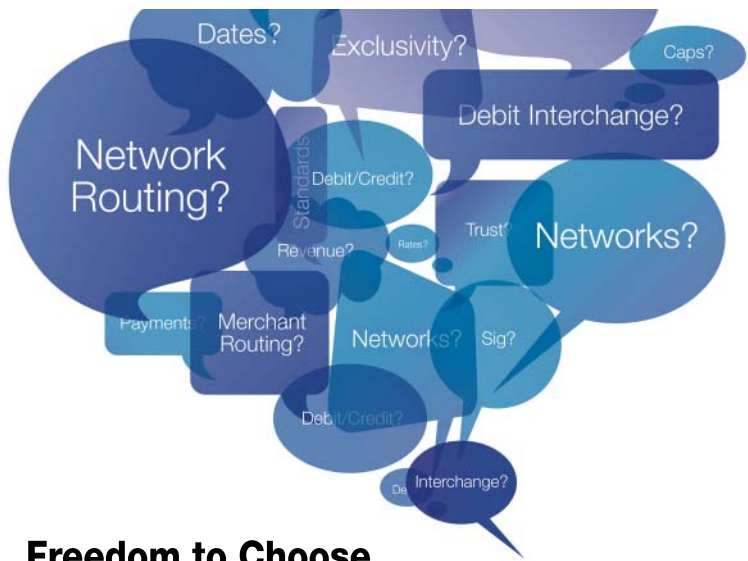 Dates?
Exclusivity?
Caps?
Debit Interchange?
Network
Routing?
Standards
Debit/Credit?
Trust?
Networks?
Revenue?
Rates?
Payments?
Merchant
Routing?
Networks?
Sig?
Debit/Credit?
De
Interchange?
Freedom to Choose